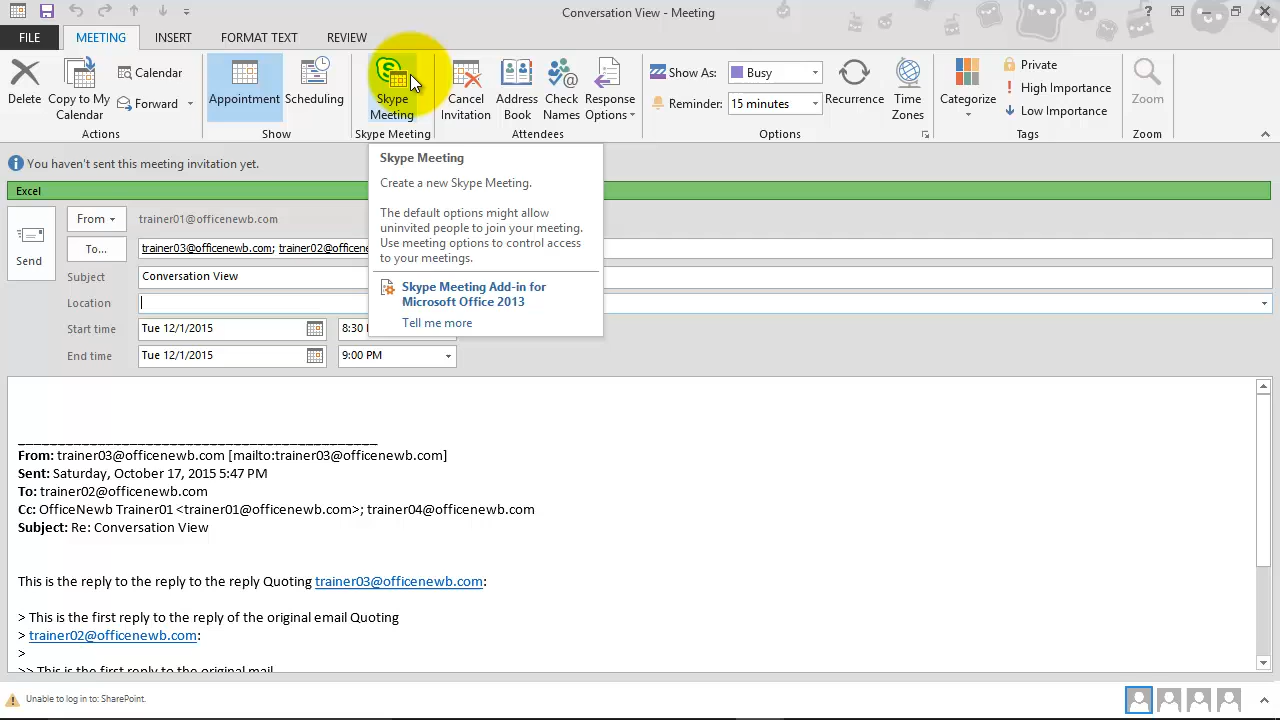 Conversation View - Meeting
?
FILE MEETING INSERT FORMAT TEXT REVIEW
Delete
Copy to My Calendar
Calendar
Forward
Actions
Appointment
Scheduling
Show
Skype Meeting
Skype Meeting
Cancel Invitation
Address Book
Check Names
Response Options
Attendees
Show As: Busy
Reminder: 15 minutes
Recurrence
Time Zones
Options
Categorize
Private
High Importance
Low Importance
Tags
Zoom
Zoom
You haven't sent this meeting invitation yet.
Excel
Skype Meeting
Create a new Skype Meeting.
The default options might allow
uninvited people to join your meeting.
Use meeting options to control access
to your meetings.
Skype Meeting Add-in for
Microsoft Office 2013
Tell me more
Send
From trainer01@officenewb.com
To... trainer03@officenewb.com; trainer02@officene
Subject Conversation View
Location
Start time Tue 12/1/2015 8:30
End time Tue 12/1/2015 9:00 PM
From: trainer03@officenewb.com [mailto:trainer03@officenewb.com]
Sent: Saturday, October 17, 2015 5:47 PM
To: trainer02@officenewb.com
Cc: OfficeNewb Trainer01 <trainer01@officenewb.com>; trainer04@officenewb.com
Subject: Re: Conversation View
This is the reply to the reply to the reply Quoting trainer03@officenewb.com:
> This is the first reply to the reply of the original email Quoting
> trainer02@officenewb.com:
>
>> This is the first reply to the original mail
Unable to log in to: SharePoint.